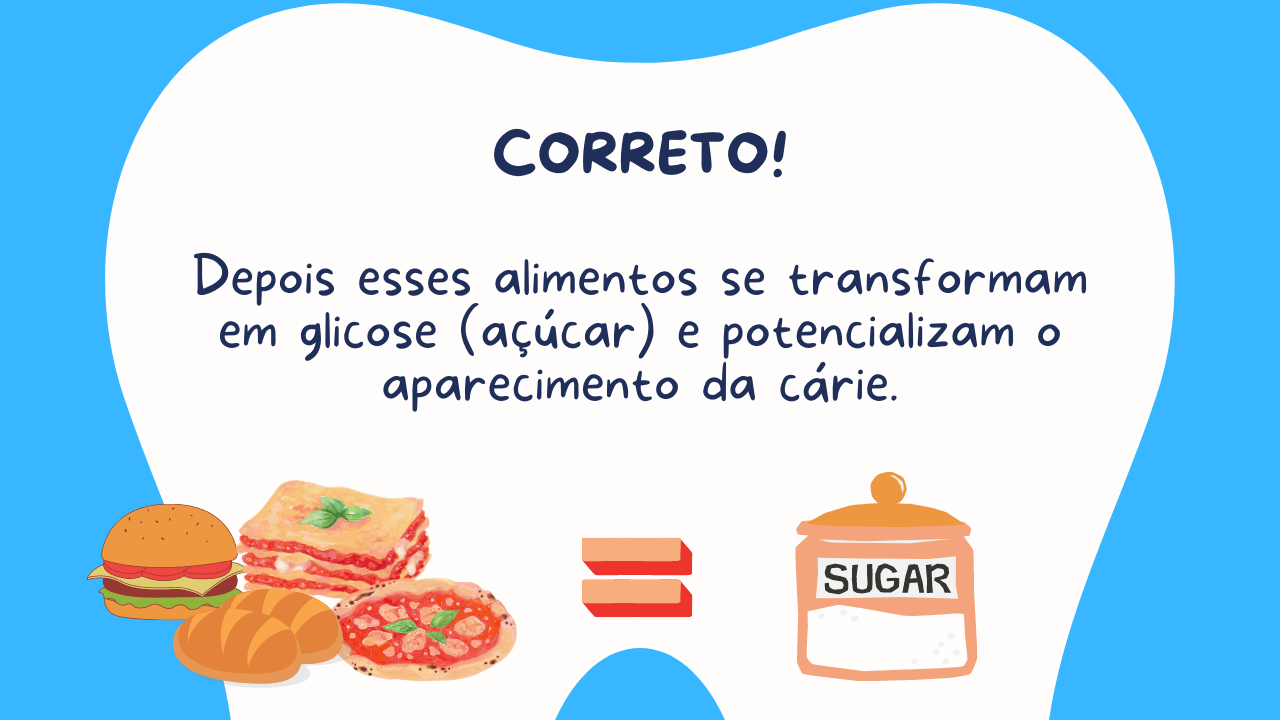 CORRETO!
Depois esses alimentos se transformam
em glicose (açúcar) e potencializam o
aparecimento da cárie.
SUGAR